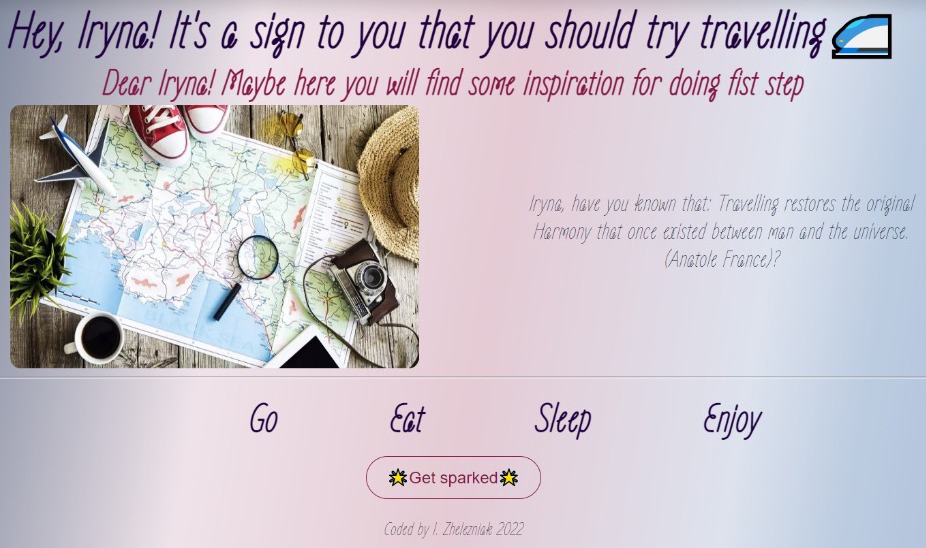 Hey, Iryna! It's a sign to you that you should try travelling
Dear Iryna! Maybe here you will find some inspiration for doing fist step
Iryna, have you known that: Travelling restores the original
Harmony that once existed between man and the universe.
(Anatole France)?
Go Eat Sleep Enjoy
🌟Get sparked🌟
Coded by I. Zhelezniak 2022